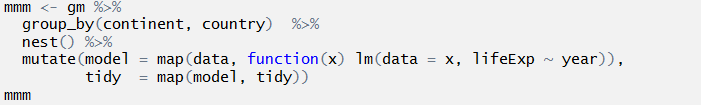 mmm <- gm %>%
  group_by(continent, country)  %>%
  nest() %>%
  mutate(model = map(data, function(x) lm(data = x, lifeExp ~ year)),
         tidy  = map(model, tidy))
mmm